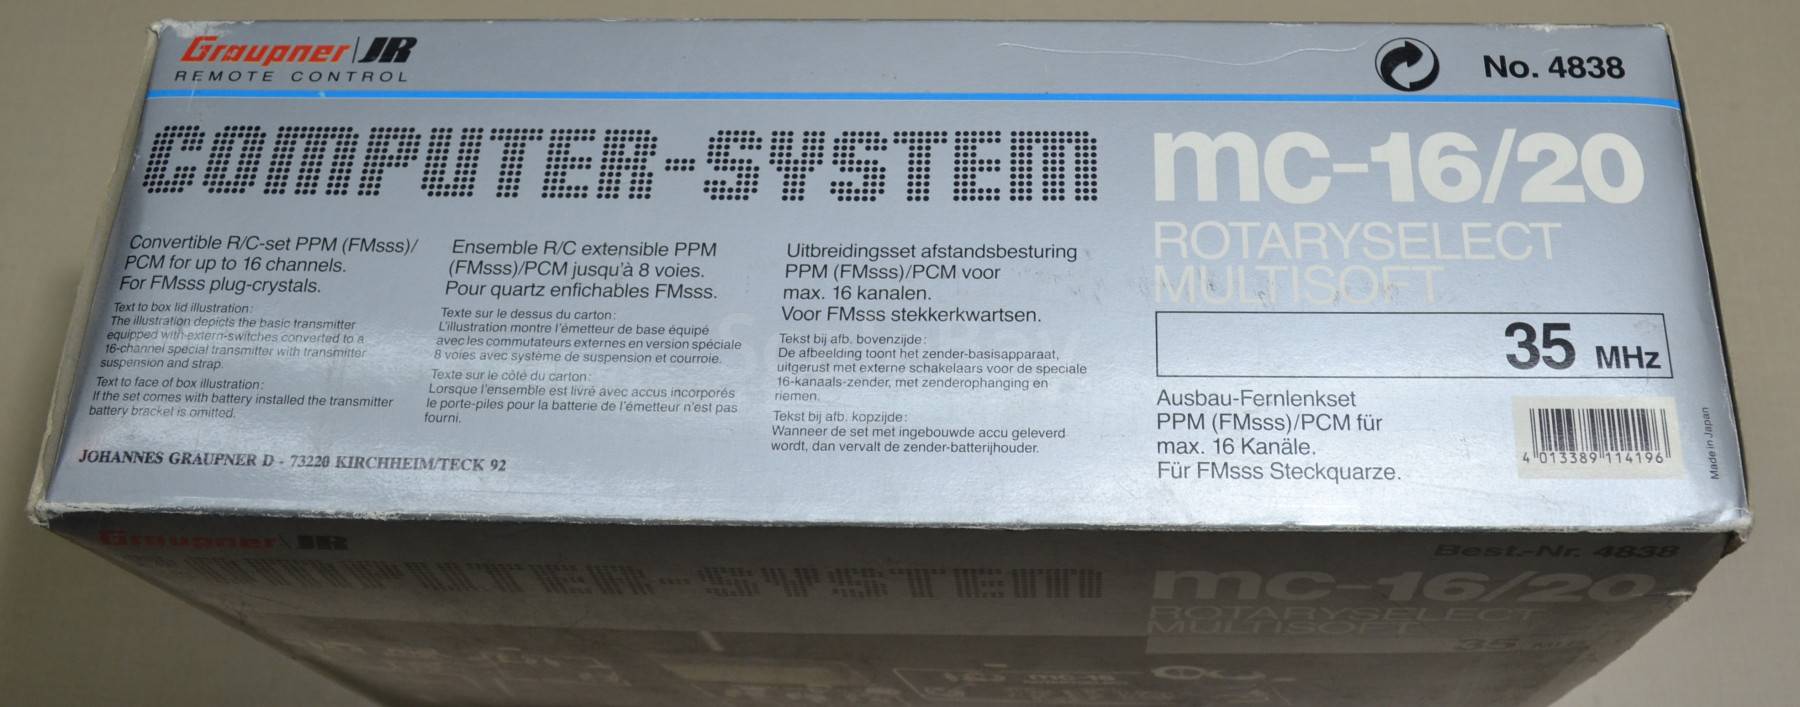 Graupner JR
REMOTE CONTROL
No. 4838
COMPUTER-SYSTEM
mc-16/20
ROTARYSELECT
MULTISOFT
35 MHz
Convertible R/C-set PPM (FMsss)/
PCM for up to 16 channels.
For FMsss plug-crystals.
Text to box lid illustration:
The illustration depicts the basic transmitter
equipped with extern-switches converted to a
16-channel special transmitter with transmitter
suspension and strap.
Text to face of box illustration:
If the set comes with battery installed the transmitter
battery bracket is omitted.
Ensemble R/C extensible PPM
(FMsss)/PCM jusqu'à 8 voies.
Pour quartz enfichables FMsss.
Texte sur le dessus du carton:
L'illustration montre l'émetteur de base équipé
avec les commutateurs externes en version spéciale
8 voies avec système de suspension et courroie.
Texte sur le côté du carton:
Lorsque l'ensemble est livré avec accus incorporés
le porte-piles pour la batterie de l'émetteur n'est pas
fourni.
Uitbreidingsset afstandsbesturing
PPM (FMsss)/PCM voor
max. 16 kanalen.
Voor FMsss stekkerkwartsen.
Tekst bij afb. bovenzijde:
De afbeelding toont het zender-basisapparaat,
uitgerust met externe schakelaars voor de speciale
16-kanaals-zender, met zenderophanging en
riemen.
Tekst bij afb. kopzijde:
Wanneer de set met ingebouwde accu geleverd
wordt, dan vervalt de zender-batterijhouder.
Ausbau-Fernlenkset
PPM (FMsss)/PCM für
max. 16 Kanäle.
Für FMsss Steckquarze.
4 013389 114196
Made in Japan
JOHANNES GRAUPNER D - 73220 KIRCHHEIM/TECK 92
Graupner JR
Best.-Nr. 4838
COMPUTER-SYSTEM
mc-16/20
ROTARYSELECT
MULTISOFT
35 MHz
mc-16